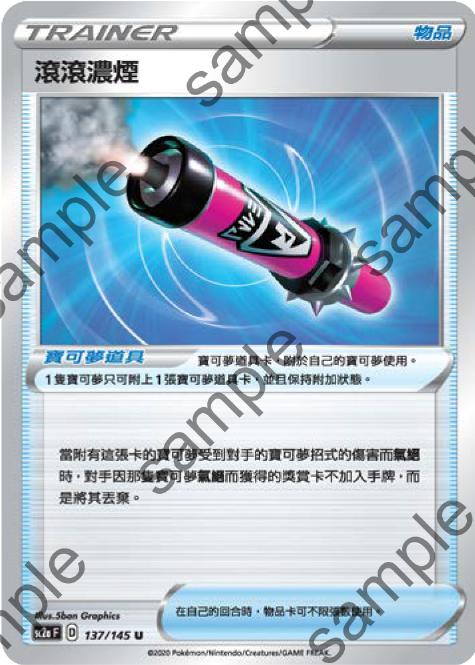 TRAINER
物品
滾滾濃煙
寶可夢道具
寶可夢道具卡,附於自己的寶可夢使用。
1隻寶可夢只可附上1張寶可夢道具卡,並且保持附加狀態。
當附有這張卡的寶可夢受到對手的寶可夢招式的傷害而氣絕
時,對手因那隻寶可夢氣絕而獲得的獎賞卡不加入手牌,而
是將其丟棄。
Illus.5ban Graphics
在自己的回合時,物品卡可不限張數使用。
sc2a F D 137/145 U
©2020 Pokémon/Nintendo/Creatures/GAME FREAK.
sample
sample
sample
sample
sample
sample
sample
sample